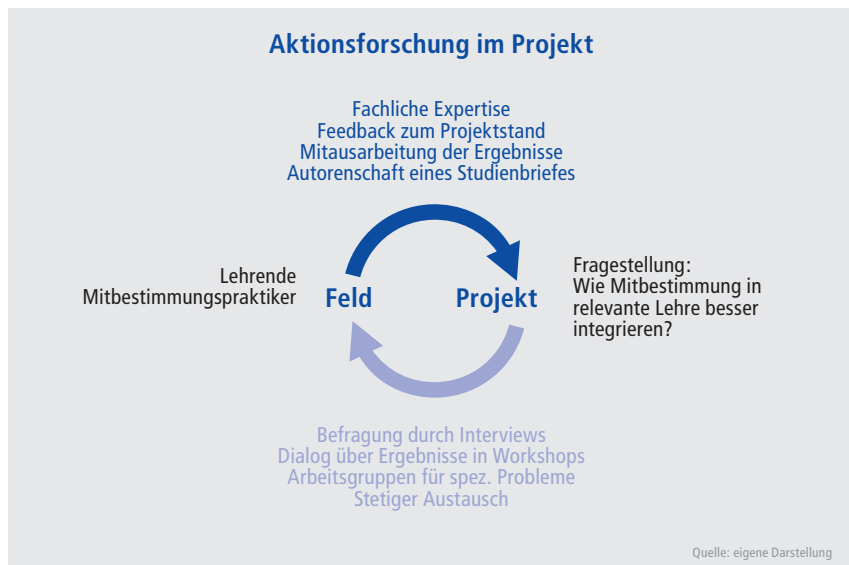 Aktionsforschung im Projekt
Fachliche Expertise
Feedback zum Projektstand
Mitausarbeitung der Ergebnisse
Autorenschaft eines Studienbriefes
Lehrende
Mitbestimmungspraktiker
Feld
Projekt
Fragestellung:
Wie Mitbestimmung in
relevante Lehre besser
integrieren?
Befragung durch Interviews
Dialog über Ergebnisse in Workshops
Arbeitsgruppen für spez. Probleme
Stetiger Austausch
Quelle: eigene Darstellung